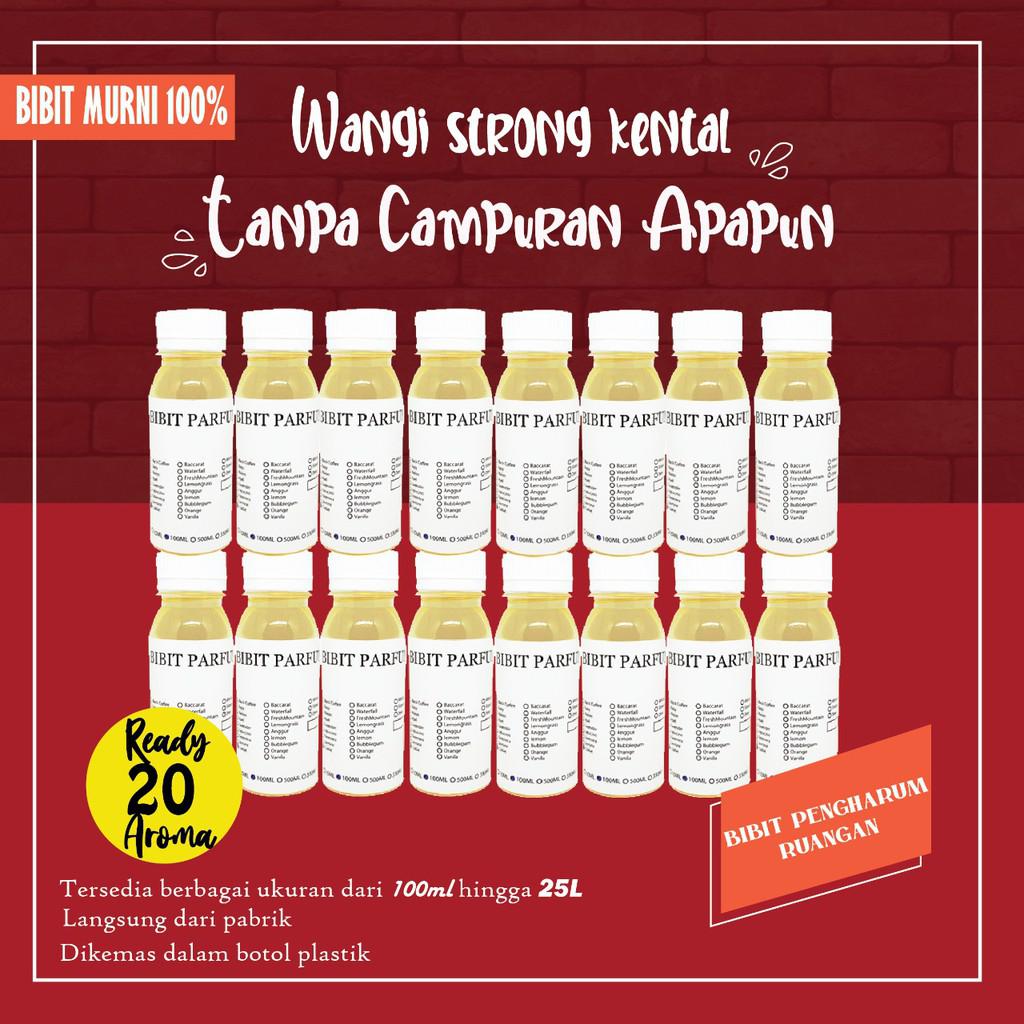 BIBIT MURNI 100%
Wangi strong kental
tanpa Campuran Apapun
BIBIT PARFU
Baccarat
Waterfall
FreshMountain
Lemongrass
Anggur
lemon
Bubblegum
Orange
Vanila
100ML 500ML
Ready
20
Aroma
BIBIT PENGHARUM
RUANGAN
Tersedia berbagai ukuran dari 100ml hingga 25L
Langsung dari pabrik
Dikemas dalam botol plastik